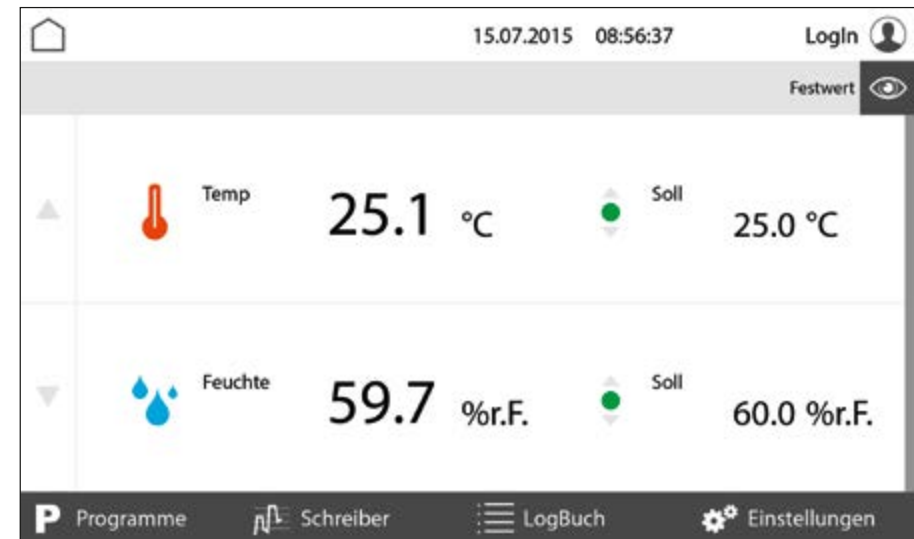 15.07.2015 08:56:37 LogIn
Festwert
Temp 25.1 °C Soll 25.0 °C
Feuchte 59.7 %r.F. Soll 60.0 %r.F.
P Programme Schreiber LogBuch Einstellungen